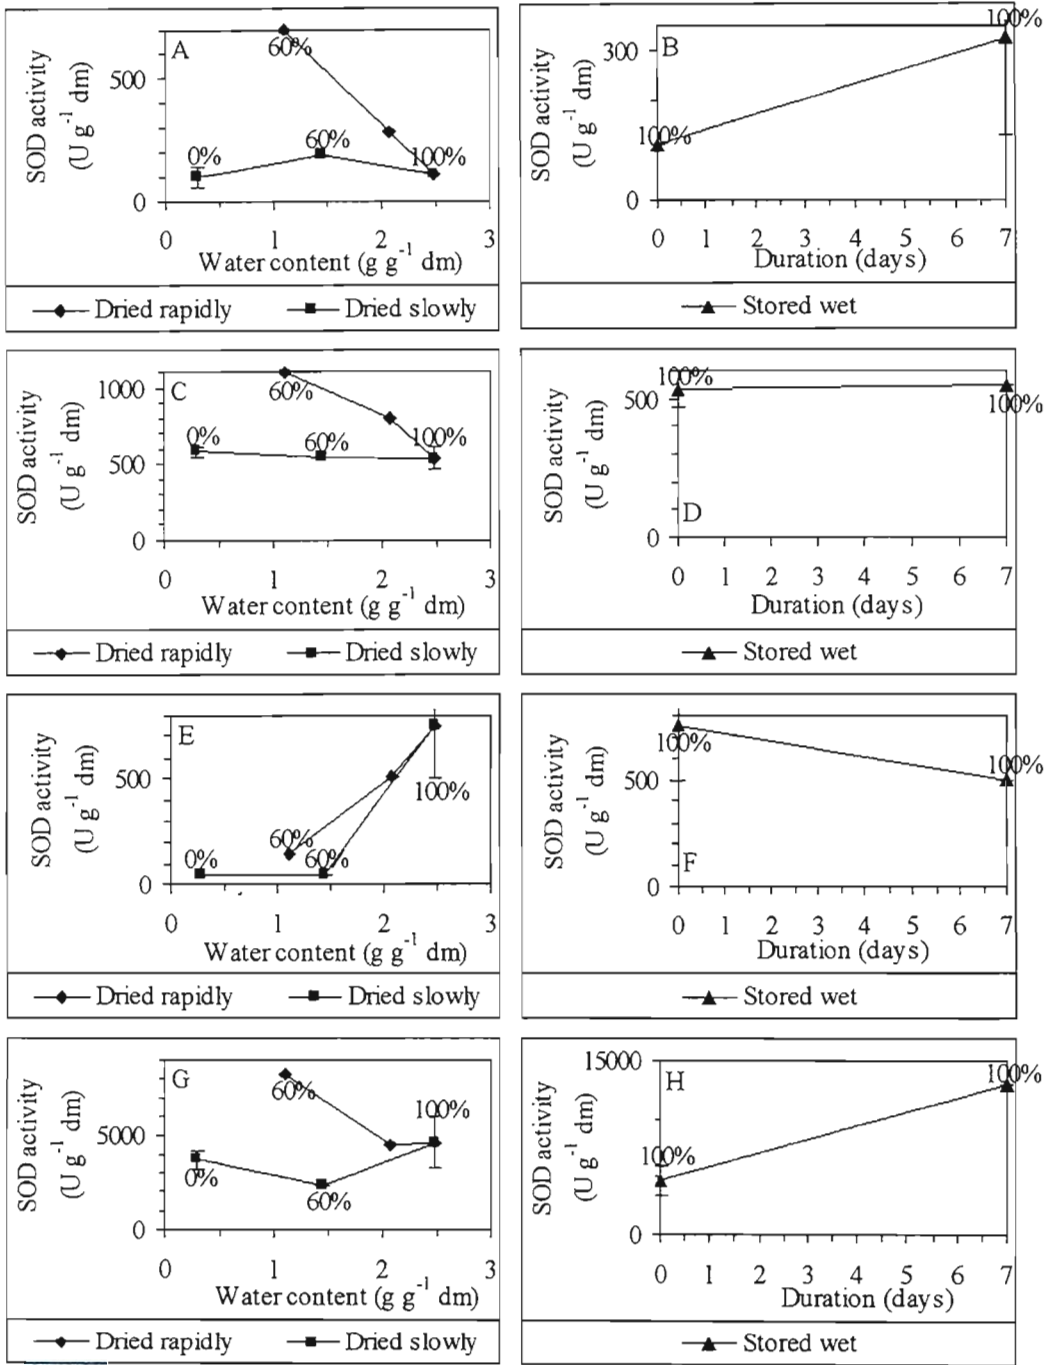 A
SOD activity
(U g-1 dm)
500
0
60%
0%
60%
100%
0 1 2 3
Water content (g g-1 dm)
Dried rapidly Dried slowly
B
SOD activity
(U g-1 dm)
300
0
100%
100%
0 1 2 3 4 5 6 7
Duration (days)
Stored wet
C
SOD activity
(U g-1 dm)
1000
500
0
60%
0%
60%
100%
0 1 2 3
Water content (g g-1 dm)
Dried rapidly Dried slowly
D
SOD activity
(U g-1 dm)
500
0
100%
100%
0 1 2 3 4 5 6 7
Duration (days)
Stored wet
E
SOD activity
(U g-1 dm)
500
0
0%
60%
60%
100%
0 1 2 3
Water content (g g-1 dm)
Dried rapidly Dried slowly
F
SOD activity
(U g-1 dm)
500
0
100%
100%
0 1 2 3 4 5 6 7
Duration (days)
Stored wet
G
SOD activity
(U g-1 dm)
5000
0
60%
100%
0%
60%
0 1 2 3
Water content (g g-1 dm)
Dried rapidly Dried slowly
H
SOD activity
(U g-1 dm)
15000
0
100%
100%
0 1 2 3 4 5 6 7
Duration (days)
Stored wet